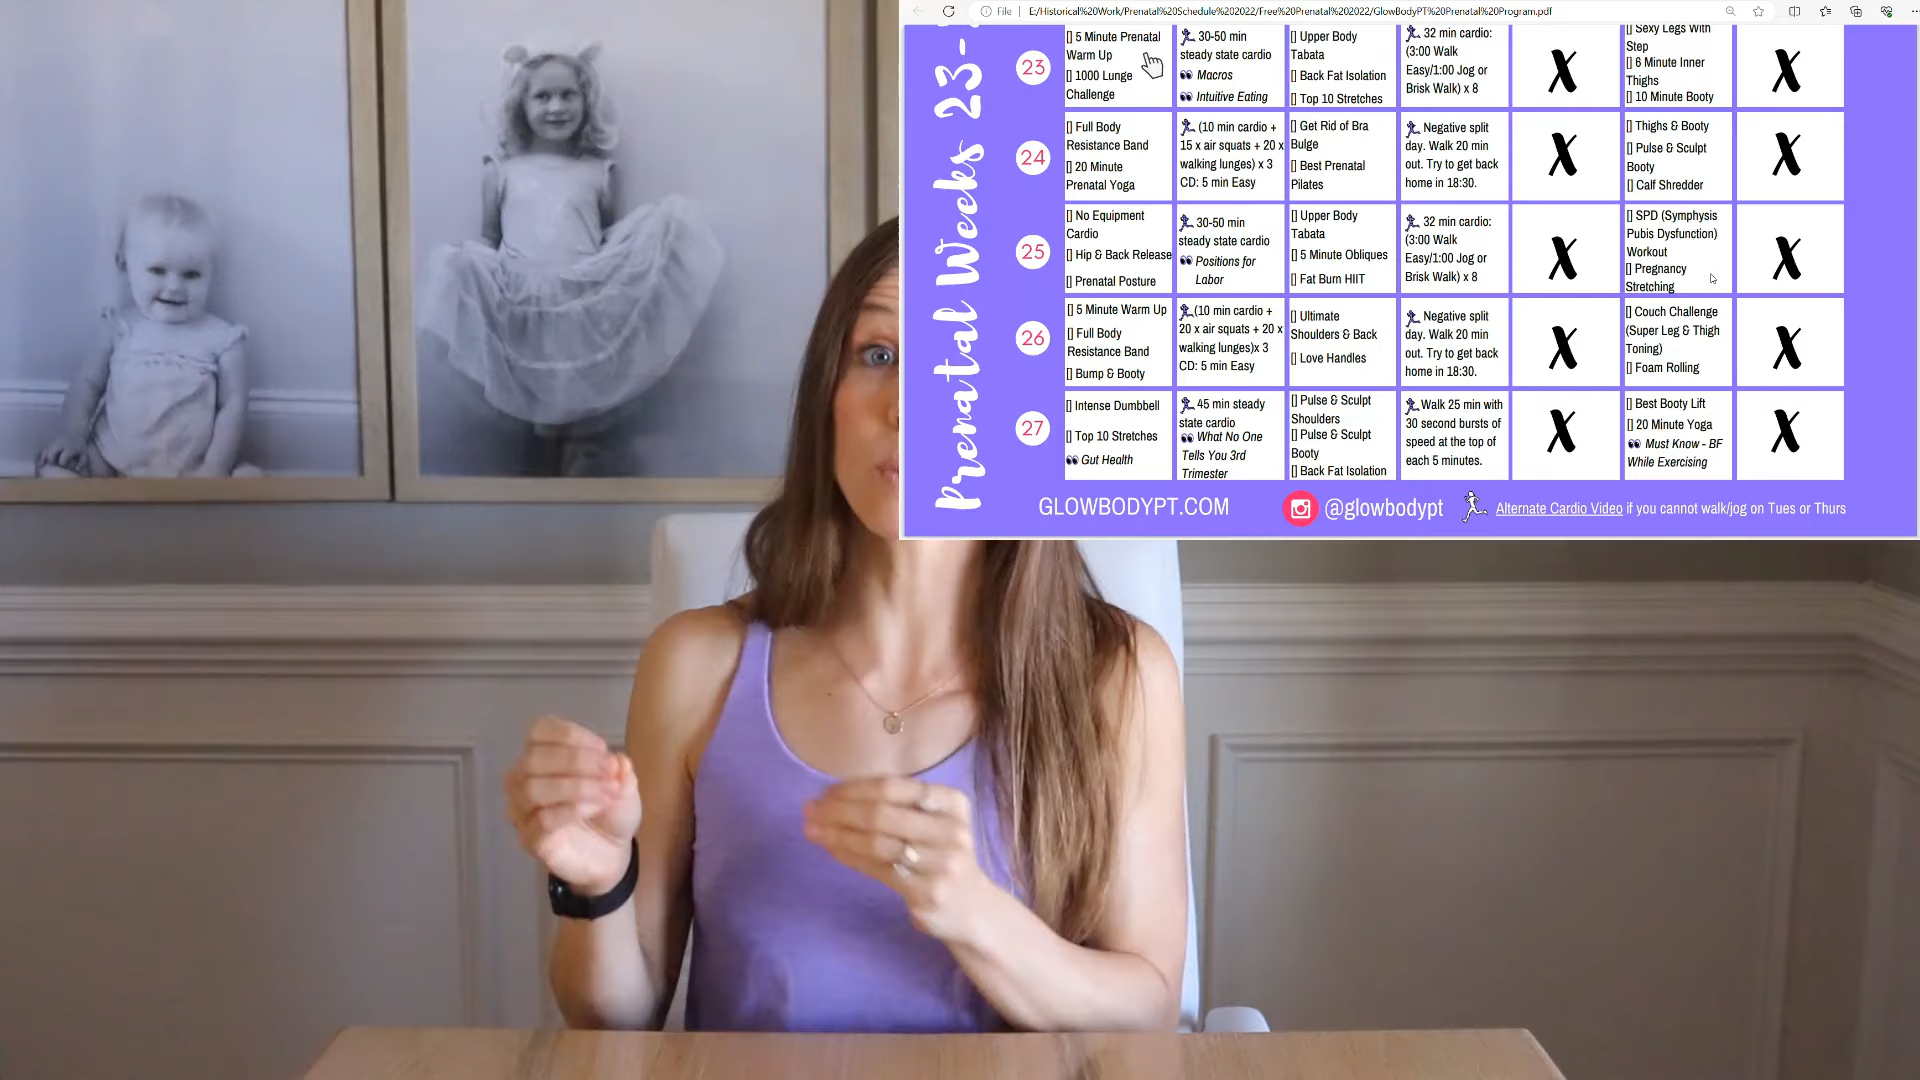 File
E:/Historical%20Work/Prenatal%20Schedule%202022/Free%20Prenatal%202022/GlowBodyPT%20Prenatal%20Program.pdf
Prenatal Weeks 23-
23
[] 5 Minute Prenatal
Warm Up
[] 1000 Lunge
Challenge
30-50 min
steady state cardio
Macros
Intuitive Eating
[] Upper Body
Tabata
[] Back Fat Isolation
[] Top 10 Stretches
32 min cardio:
(3:00 Walk
Easy/1:00 Jog or
Brisk Walk) x 8
X
[] Sexy Legs With
Step
[] 6 Minute Inner
Thighs
[] 10 Minute Booty
X
24
[] Full Body
Resistance Band
[] 20 Minute
Prenatal Yoga
(10 min cardio +
15 x air squats + 20 x
walking lunges) x 3
CD: 5 min Easy
[] Get Rid of Bra
Bulge
[] Best Prenatal
Pilates
Negative split
day. Walk 20 min
out. Try to get back
home in 18:30.
X
[] Thighs & Booty
[] Pulse & Sculpt
Booty
[] Calf Shredder
X
25
[] No Equipment
Cardio
[] Hip & Back Release
[] Prenatal Posture
30-50 min
steady state cardio
Positions for
Labor
[] Upper Body
Tabata
[] 5 Minute Obliques
[] Fat Burn HIIT
32 min cardio:
(3:00 Walk
Easy/1:00 Jog or
Brisk Walk) x 8
X
[] SPD (Symphysis
Pubis Dysfunction)
Workout
[] Pregnancy
Stretching
X
26
[] 5 Minute Warm Up
[] Full Body
Resistance Band
[] Bump & Booty
(10 min cardio +
20 x air squats + 20 x
walking lunges)x 3
CD: 5 min Easy
[] Ultimate
Shoulders & Back
[] Love Handles
Negative split
day. Walk 20 min
out. Try to get back
home in 18:30.
X
[] Couch Challenge
(Super Leg & Thigh
Toning)
[] Foam Rolling
X
27
[] Intense Dumbbell
[] Top 10 Stretches
Gut Health
45 min steady
state cardio
What No One
Tells You 3rd
Trimester
[] Pulse & Sculpt
Shoulders
[] Pulse & Sculpt
Booty
[] Back Fat Isolation
Walk 25 min with
30 second bursts of
speed at the top of
each 5 minutes.
X
[] Best Booty Lift
[] 20 Minute Yoga
Must Know - BF
While Exercising
X
GLOWBODYPT.COM
@glowbodypt
Alternate Cardio Video if you cannot walk/jog on Tues or Thurs